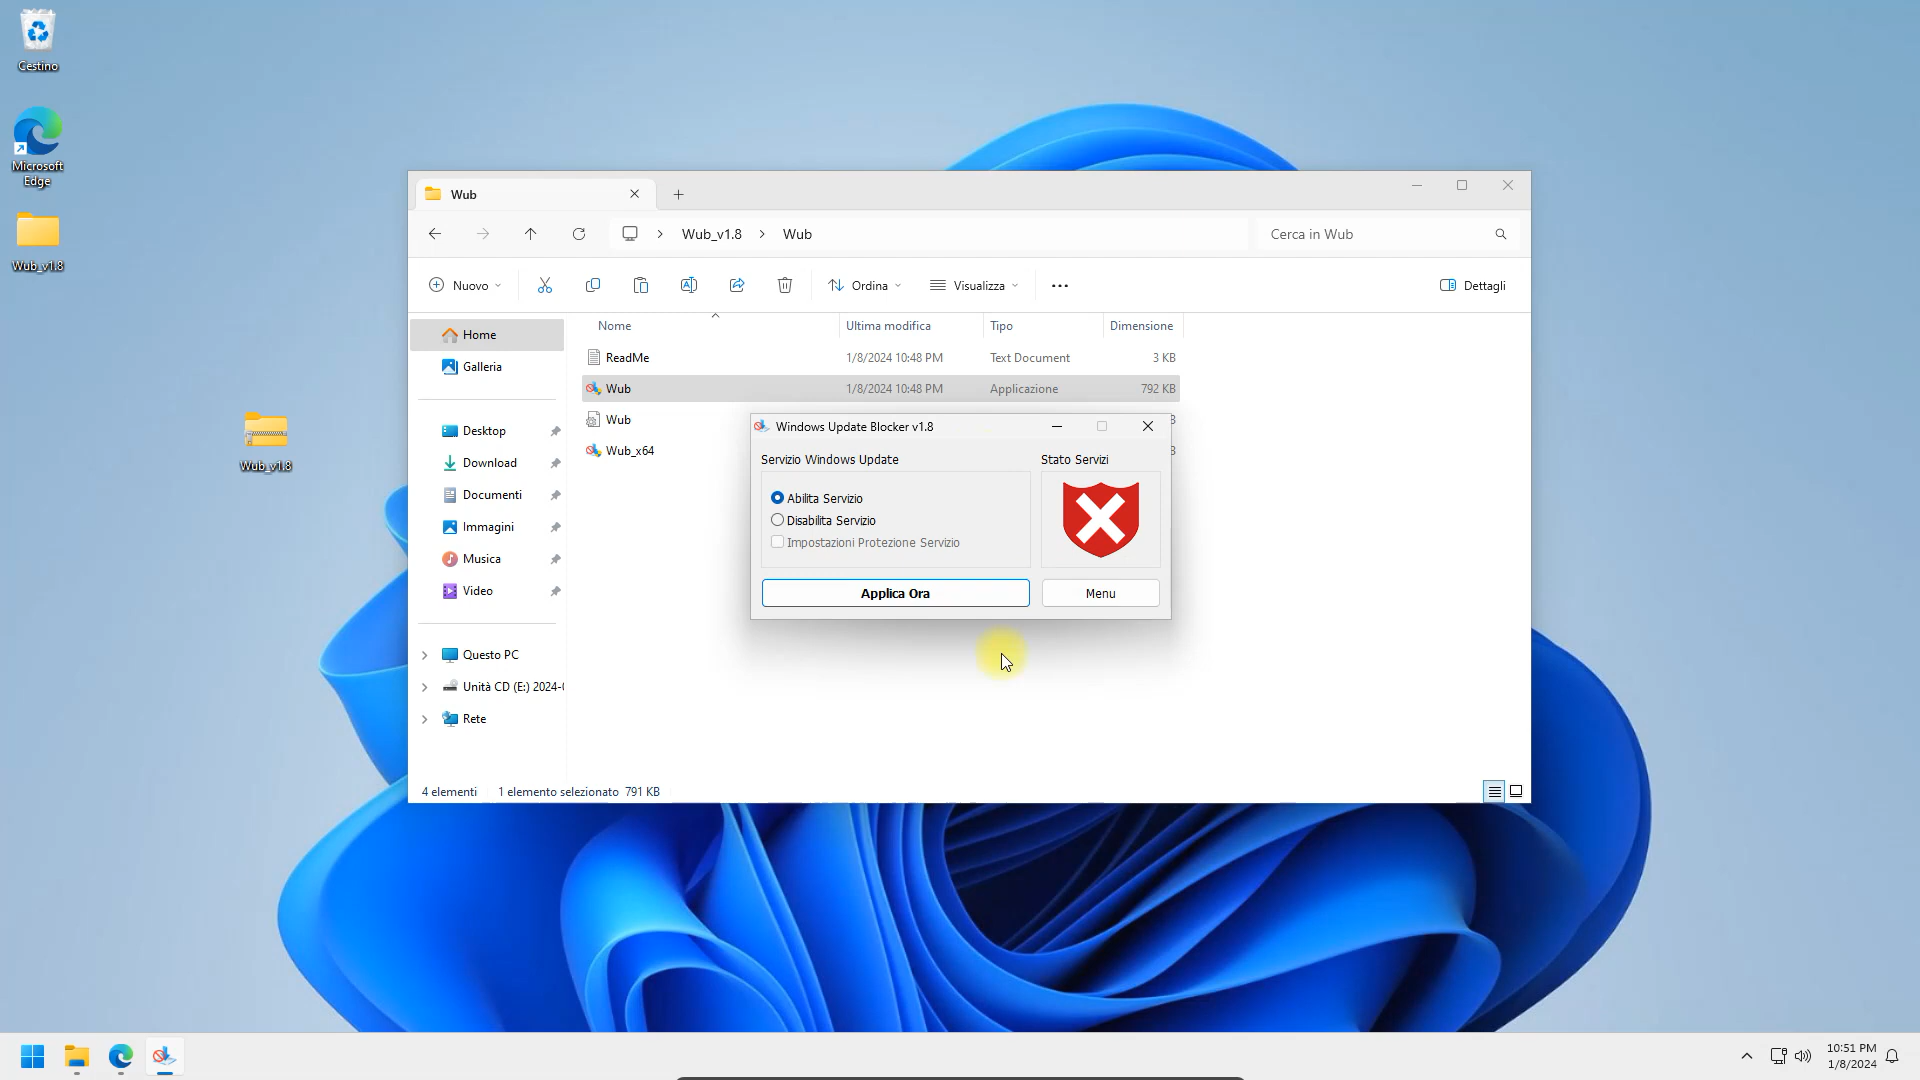 Cestino
Microsoft
Edge
Wub_v1.8
Wub_v1.8
Wub
Wub_v1.8 > Wub
Cerca in Wub
Nuovo
Ordina
Visualizza
Dettagli
Nome Ultima modifica Tipo Dimensione
ReadMe 1/8/2024 10:48 PM Text Document 3 KB
Wub 1/8/2024 10:48 PM Applicazione 792 KB
Wub
Wub_x64
Home
Galleria
Desktop
Download
Documenti
Immagini
Musica
Video
Questo PC
Unità CD (E:) 2024-
Rete
4 elementi 1 elemento selezionato 791 KB
Windows Update Blocker v1.8
Servizio Windows Update
Stato Servizi
Abilita Servizio
Disabilita Servizio
Impostazioni Protezione Servizio
Applica Ora
Menu
10:51 PM
1/8/2024